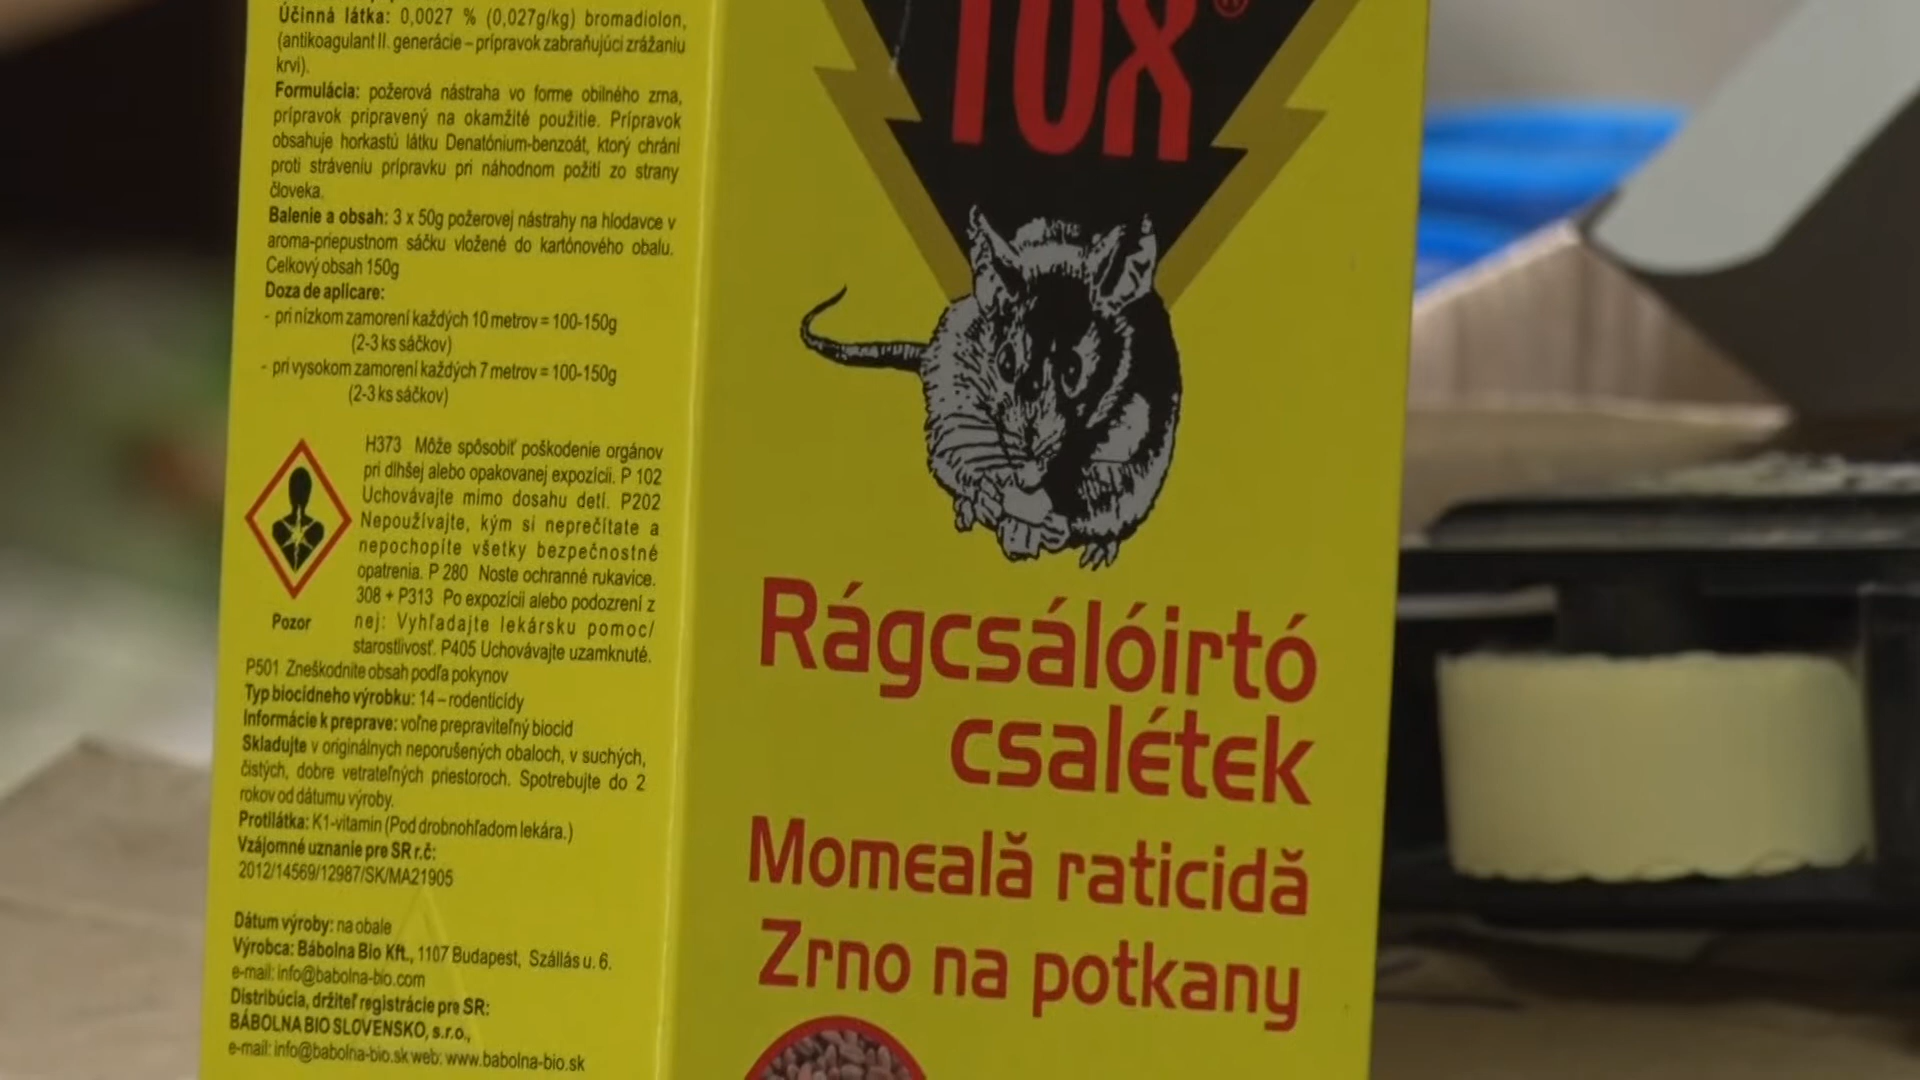 Účinná látka: 0,0027 % (0,027g/kg) bromadiolon,
(antikoagulant II. generácie – prípravok zabraňujúci zrážaniu
krvi).
Formulácia: požerová nástraha vo forme obilného zrna,
prípravok pripravený na okamžité použitie. Prípravok
obsahuje horkastú látku Denatónium-benzoát, ktorý chráni
proti stráveniu prípravku pri náhodnom požití zo strany
človeka.
Balenie a obsah: 3 x 50g požerovej nástrahy na hlodavce v
aroma-priepustnom sáčku vložené do kartónového obalu.
Celkový obsah 150g
Doza de aplicare:
- pri nízkom zamorení každých 10 metrov = 100-150g
(2-3 ks sáčkov)
- pri vysokom zamorení každých 7 metrov = 100-150g
(2-3 ks sáčkov)
H373 Môže spôsobiť poškodenie orgánov
pri dlhšej alebo opakovanej expozícii. P 102
Uchovávajte mimo dosahu detí. P202
Nepoužívajte, kým si neprečítate a
nepochopíte všetky bezpečnostné
opatrenia. P 280 Noste ochranné rukavice.
308 + P313 Po expozícii alebo podozrení z
nej: Vyhľadajte lekársku pomoc/
starostlivosť. P405 Uchovávajte uzamknuté.
Pozor
P501 Zneškodnite obsah podľa pokynov
Typ biocídneho výrobku: 14 – rodenticídy
Informácie k preprave: voľne prepraviteľný biocid
Skladujte v originálnych neporušených obaloch, v suchých,
čistých, dobre vetrateľných priestoroch. Spotrebujte do 2
rokov od dátumu výroby.
Protilátka: K1-vitamin (Pod drobnohľadom lekára.)
Vzájomné uznanie pre SR r.č:
2012/14569/12987/SK/MA21905
Dátum výroby: na obale
Výrobca: Bábolna Bio Kft., 1107 Budapest, Szállás u. 6.
e-mail: info@babolna-bio.com
Distribúcia, držiteľ registrácie pre SR:
BÁBOLNA BIO SLOVENSKO, s.r.o.,
e-mail: info@babolna-bio.sk web: www.babolna-bio.sk
TOX®
Rágcsálóirtó
csalétek
Momeală raticidă
Zrno na potkany